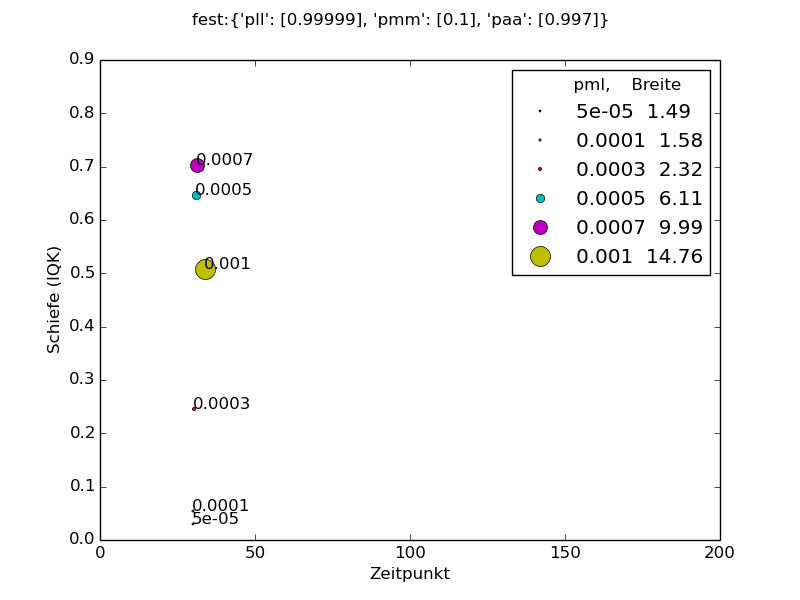 fest:{'pll': [0.99999], 'pmm': [0.1], 'paa': [0.997]}
0.9
0.8
0.7
0.6
0.5
0.4
0.3
0.2
0.1
0.0
Schiefe (IQK)
0.0007
0.0005
0.001
0.0003
0.0001
5e-05
pml, Breite
5e-05 1.49
0.0001 1.58
0.0003 2.32
0.0005 6.11
0.0007 9.99
0.001 14.76
0 50 100 150 200
Zeitpunkt